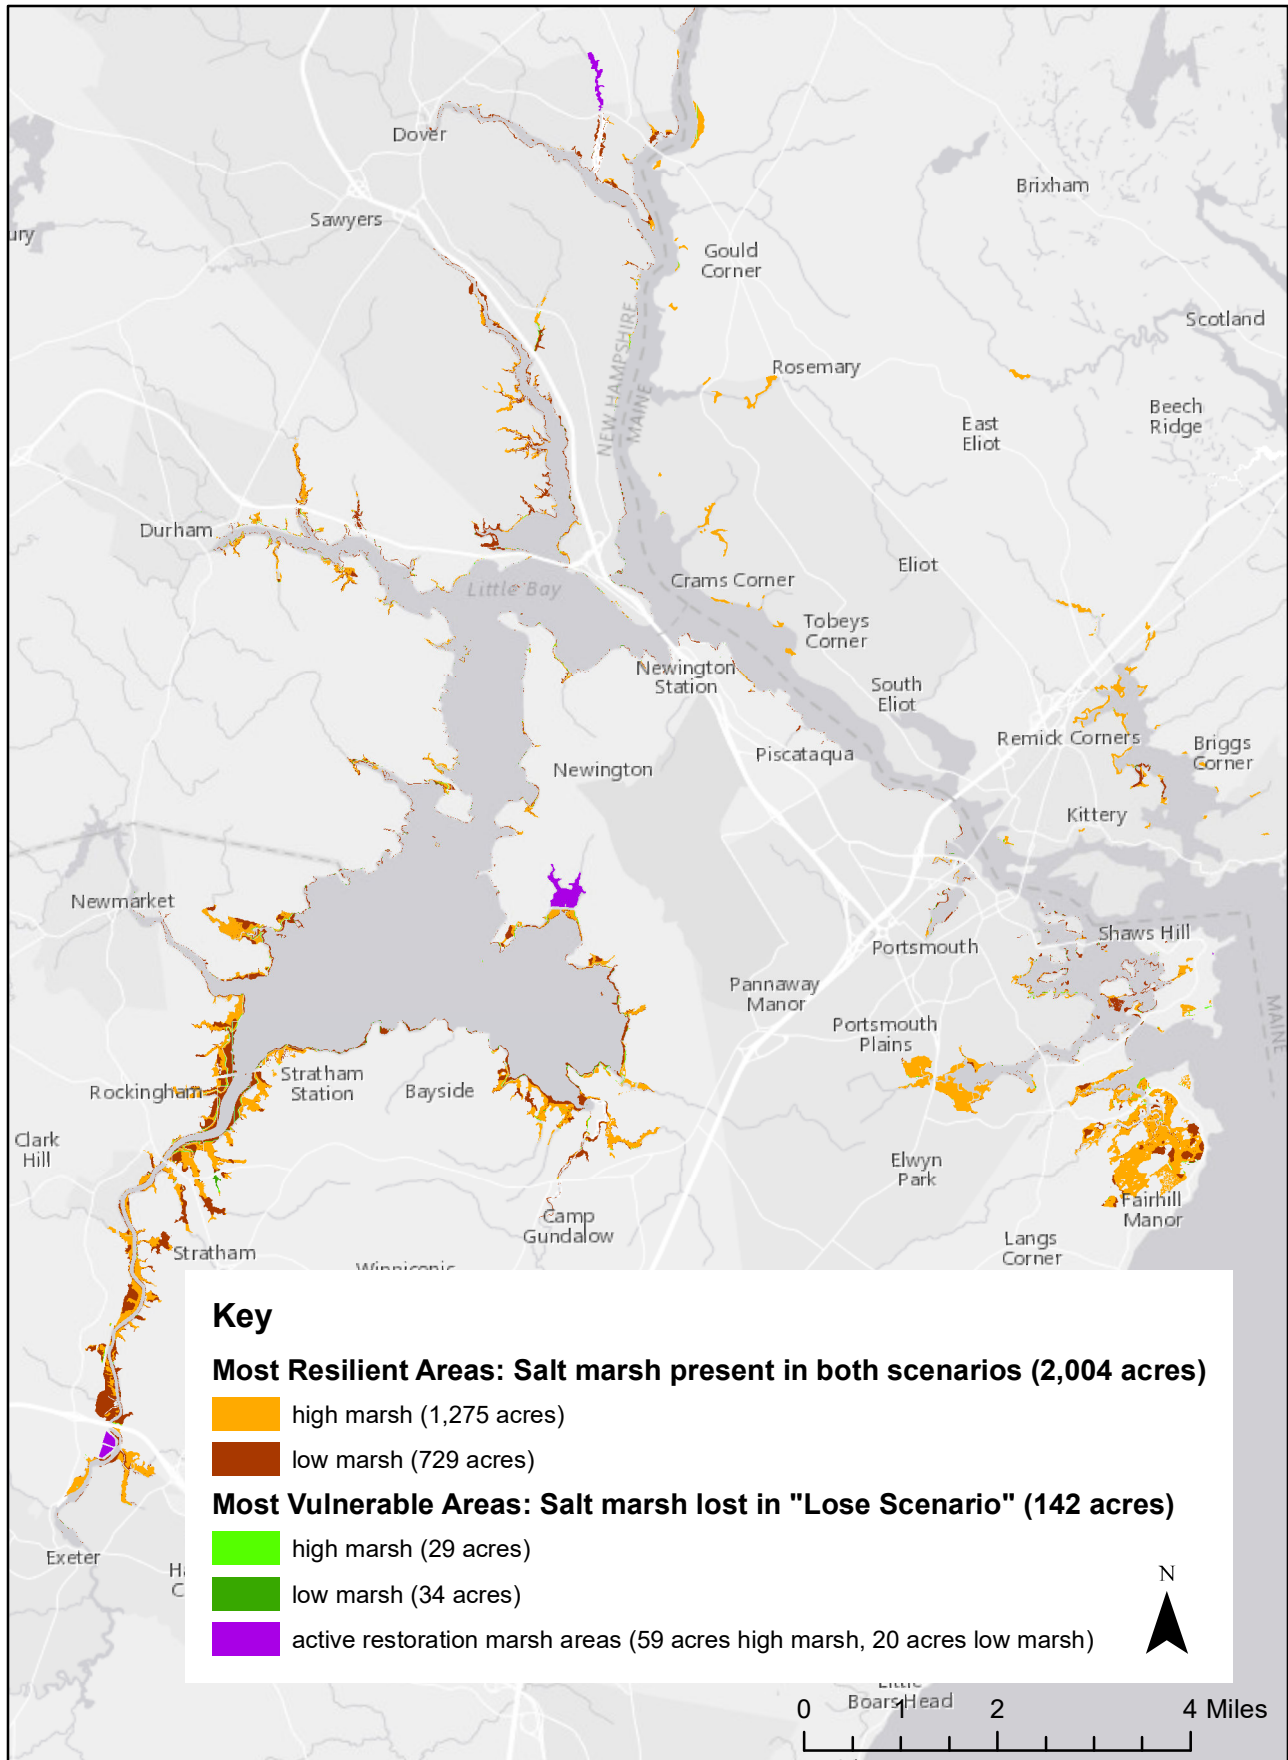 Dover
Brixham
Sawyers
ury
Gould
Corner
Scotland
NEW HAMPSHIRE
MAINE
Rosemary
Beech
Ridge
East
Eliot
Durham
Eliot
Crams Corner
Little Bay
Tobeys
Corner
Newington
Station
South
Eliot
Remick Corners
Briggs
Corner
Piscataqua
Newington
Kittery
Newmarket
Shaws Hill
Portsmouth
Pannaway
Manor
MAINE
Portsmouth
Plains
Stratham
Station
Rockingham
Bayside
Clark
Hill
Elwyn
Park
Fairhill
Manor
Camp
Gundalow
Langs
Corner
Stratham
Winniconic
Key
Most Resilient Areas: Salt marsh present in both scenarios (2,004 acres)
high marsh (1,275 acres)
low marsh (729 acres)
Most Vulnerable Areas: Salt marsh lost in "Lose Scenario" (142 acres)
high marsh (29 acres)
Exeter
low marsh (34 acres)
N
active restoration marsh areas (59 acres high marsh, 20 acres low marsh)
Little
Boars Head
0 1 2 4 Miles